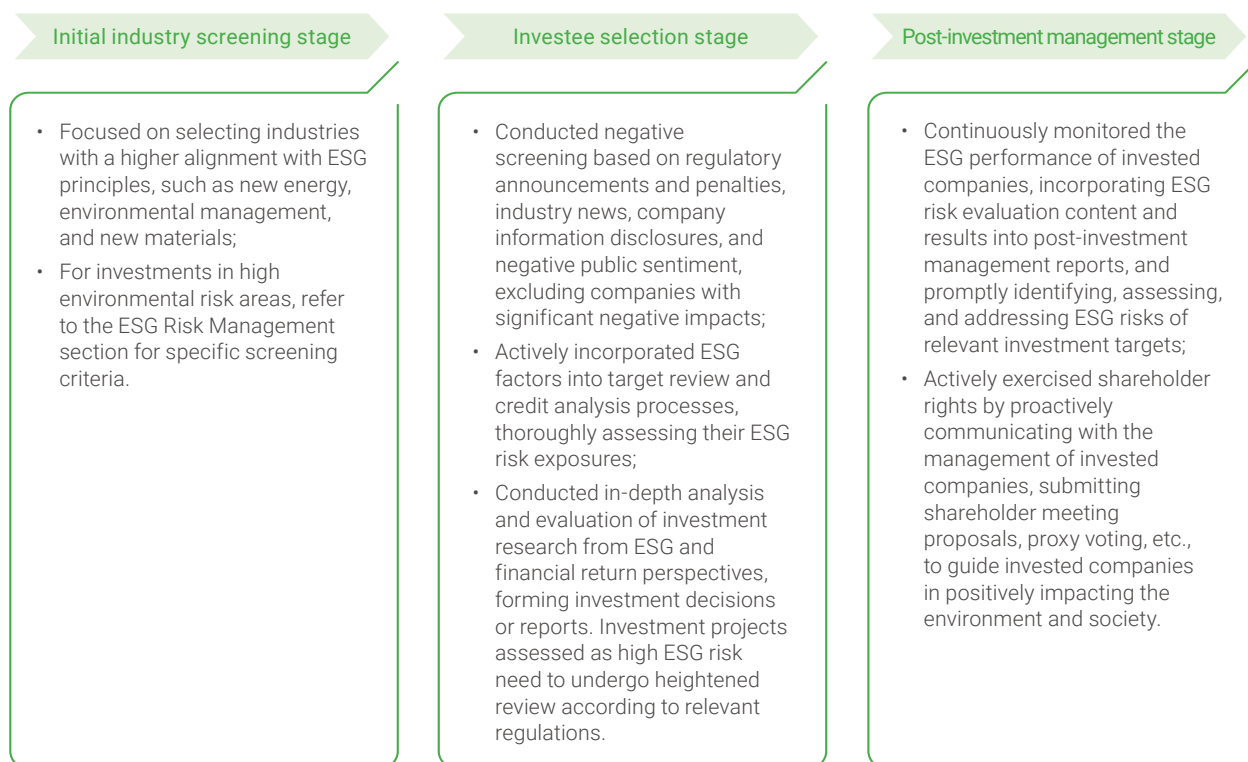 Initial industry screening stage
• Focused on selecting industries
with a higher alignment with ESG
principles, such as new energy,
environmental management,
and new materials;
• For investments in high
environmental risk areas, refer
to the ESG Risk Management
section for specific screening
criteria.
Investee selection stage
• Conducted negative
screening based on regulatory
announcements and penalties,
industry news, company
information disclosures, and
negative public sentiment,
excluding companies with
significant negative impacts;
• Actively incorporated ESG
factors into target review and
credit analysis processes,
thoroughly assessing their ESG
risk exposures;
• Conducted in-depth analysis
and evaluation of investment
research from ESG and
financial return perspectives,
forming investment decisions
or reports. Investment projects
assessed as high ESG risk
need to undergo heightened
review according to relevant
regulations.
Post-investment management stage
• Continuously monitored the
ESG performance of invested
companies, incorporating ESG
risk evaluation content and
results into post-investment
management reports, and
promptly identifying, assessing,
and addressing ESG risks of
relevant investment targets;
• Actively exercised shareholder
rights by proactively
communicating with the
management of invested
companies, submitting
shareholder meeting
proposals, proxy voting, etc.,
to guide invested companies
in positively impacting the
environment and society.